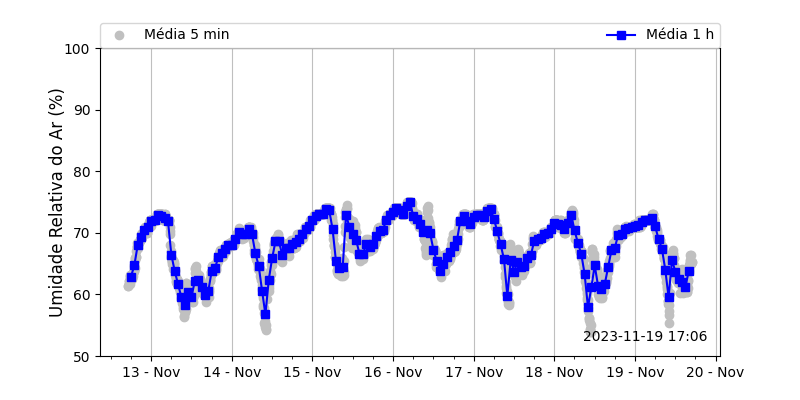 Média 5 min
Média 1 h
Umidade Relativa do Ar (%)
100
90
80
70
60
50
2023-11-19 17:06
13 - Nov
14 - Nov
15 - Nov
16 - Nov
17 - Nov
18 - Nov
19 - Nov
20 - Nov